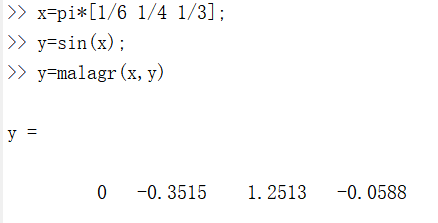 >> x=pi*[1/6 1/4 1/3];
>> y=sin(x);
>> y=malagr(x,y)
y =
0 -0.3515 1.2513 -0.0588